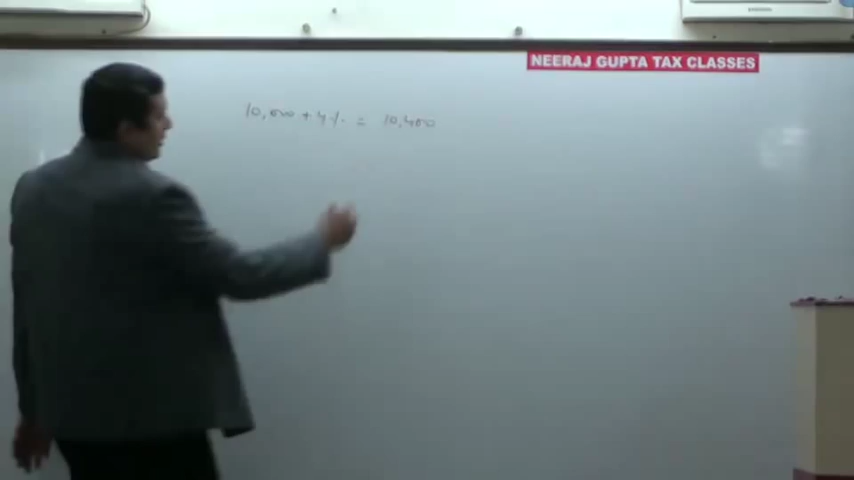 NEERAJ GUPTA TAX CLASSES
10,000 + 4% = 10,400